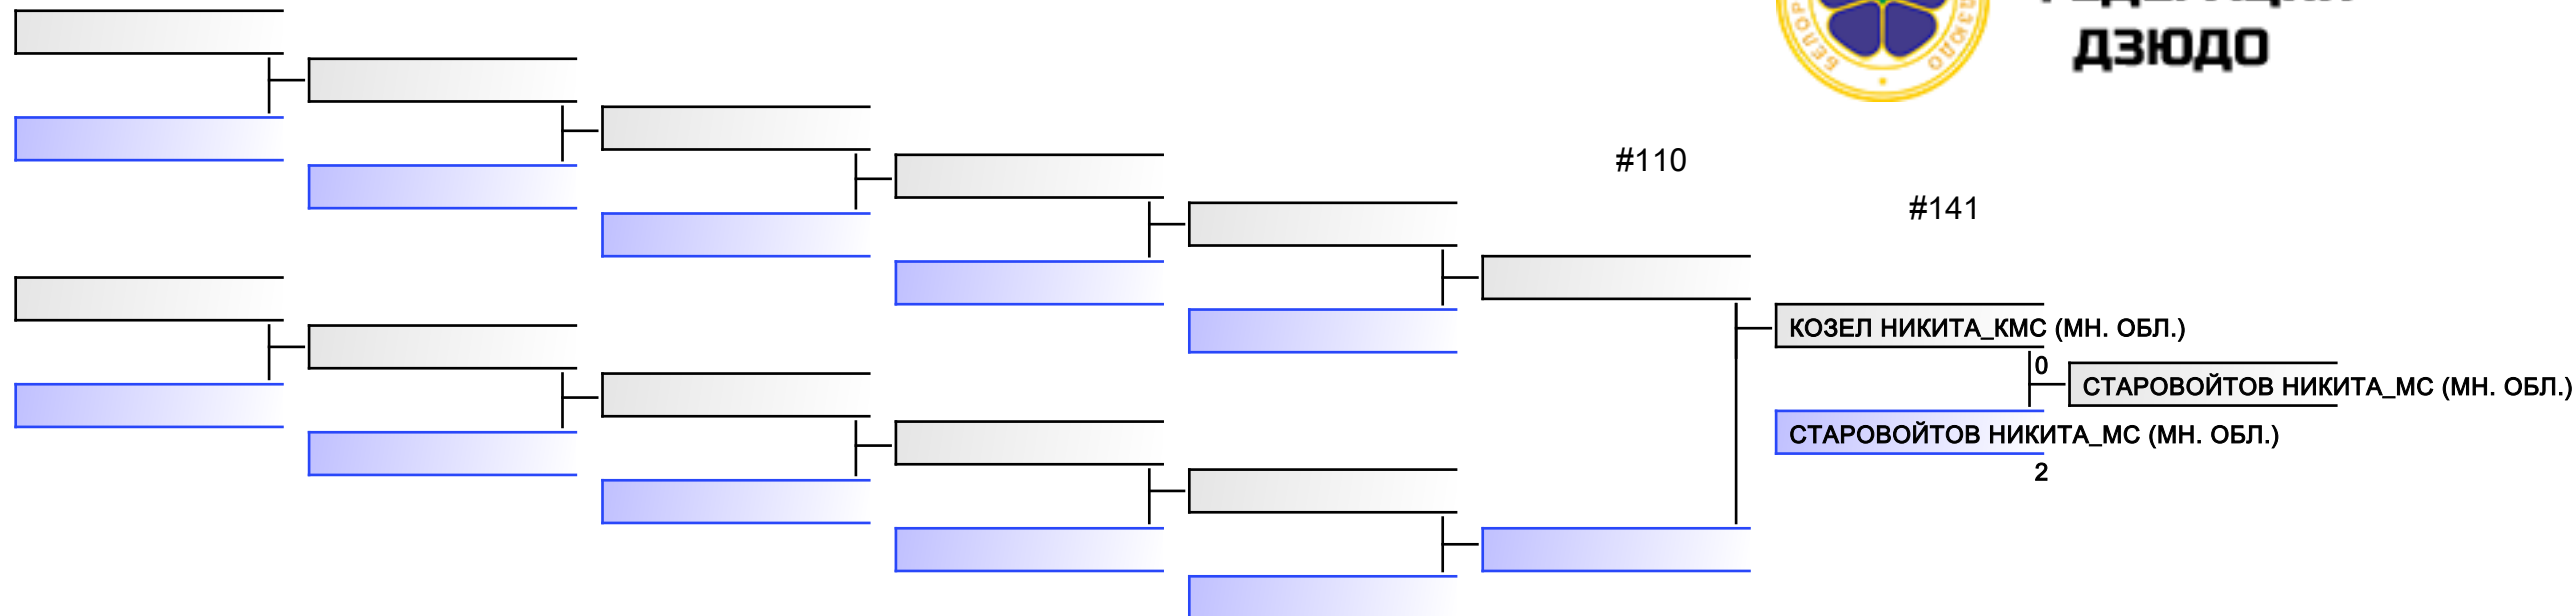 ДЗЮДО
#110
#141
КОЗЕЛ НИКИТА_КМС (МН. ОБЛ.)
0
СТАРОВОЙТОВ НИКИТА_МС (МН. ОБЛ.)
СТАРОВОЙТОВ НИКИТА_МС (МН. ОБЛ.)
2